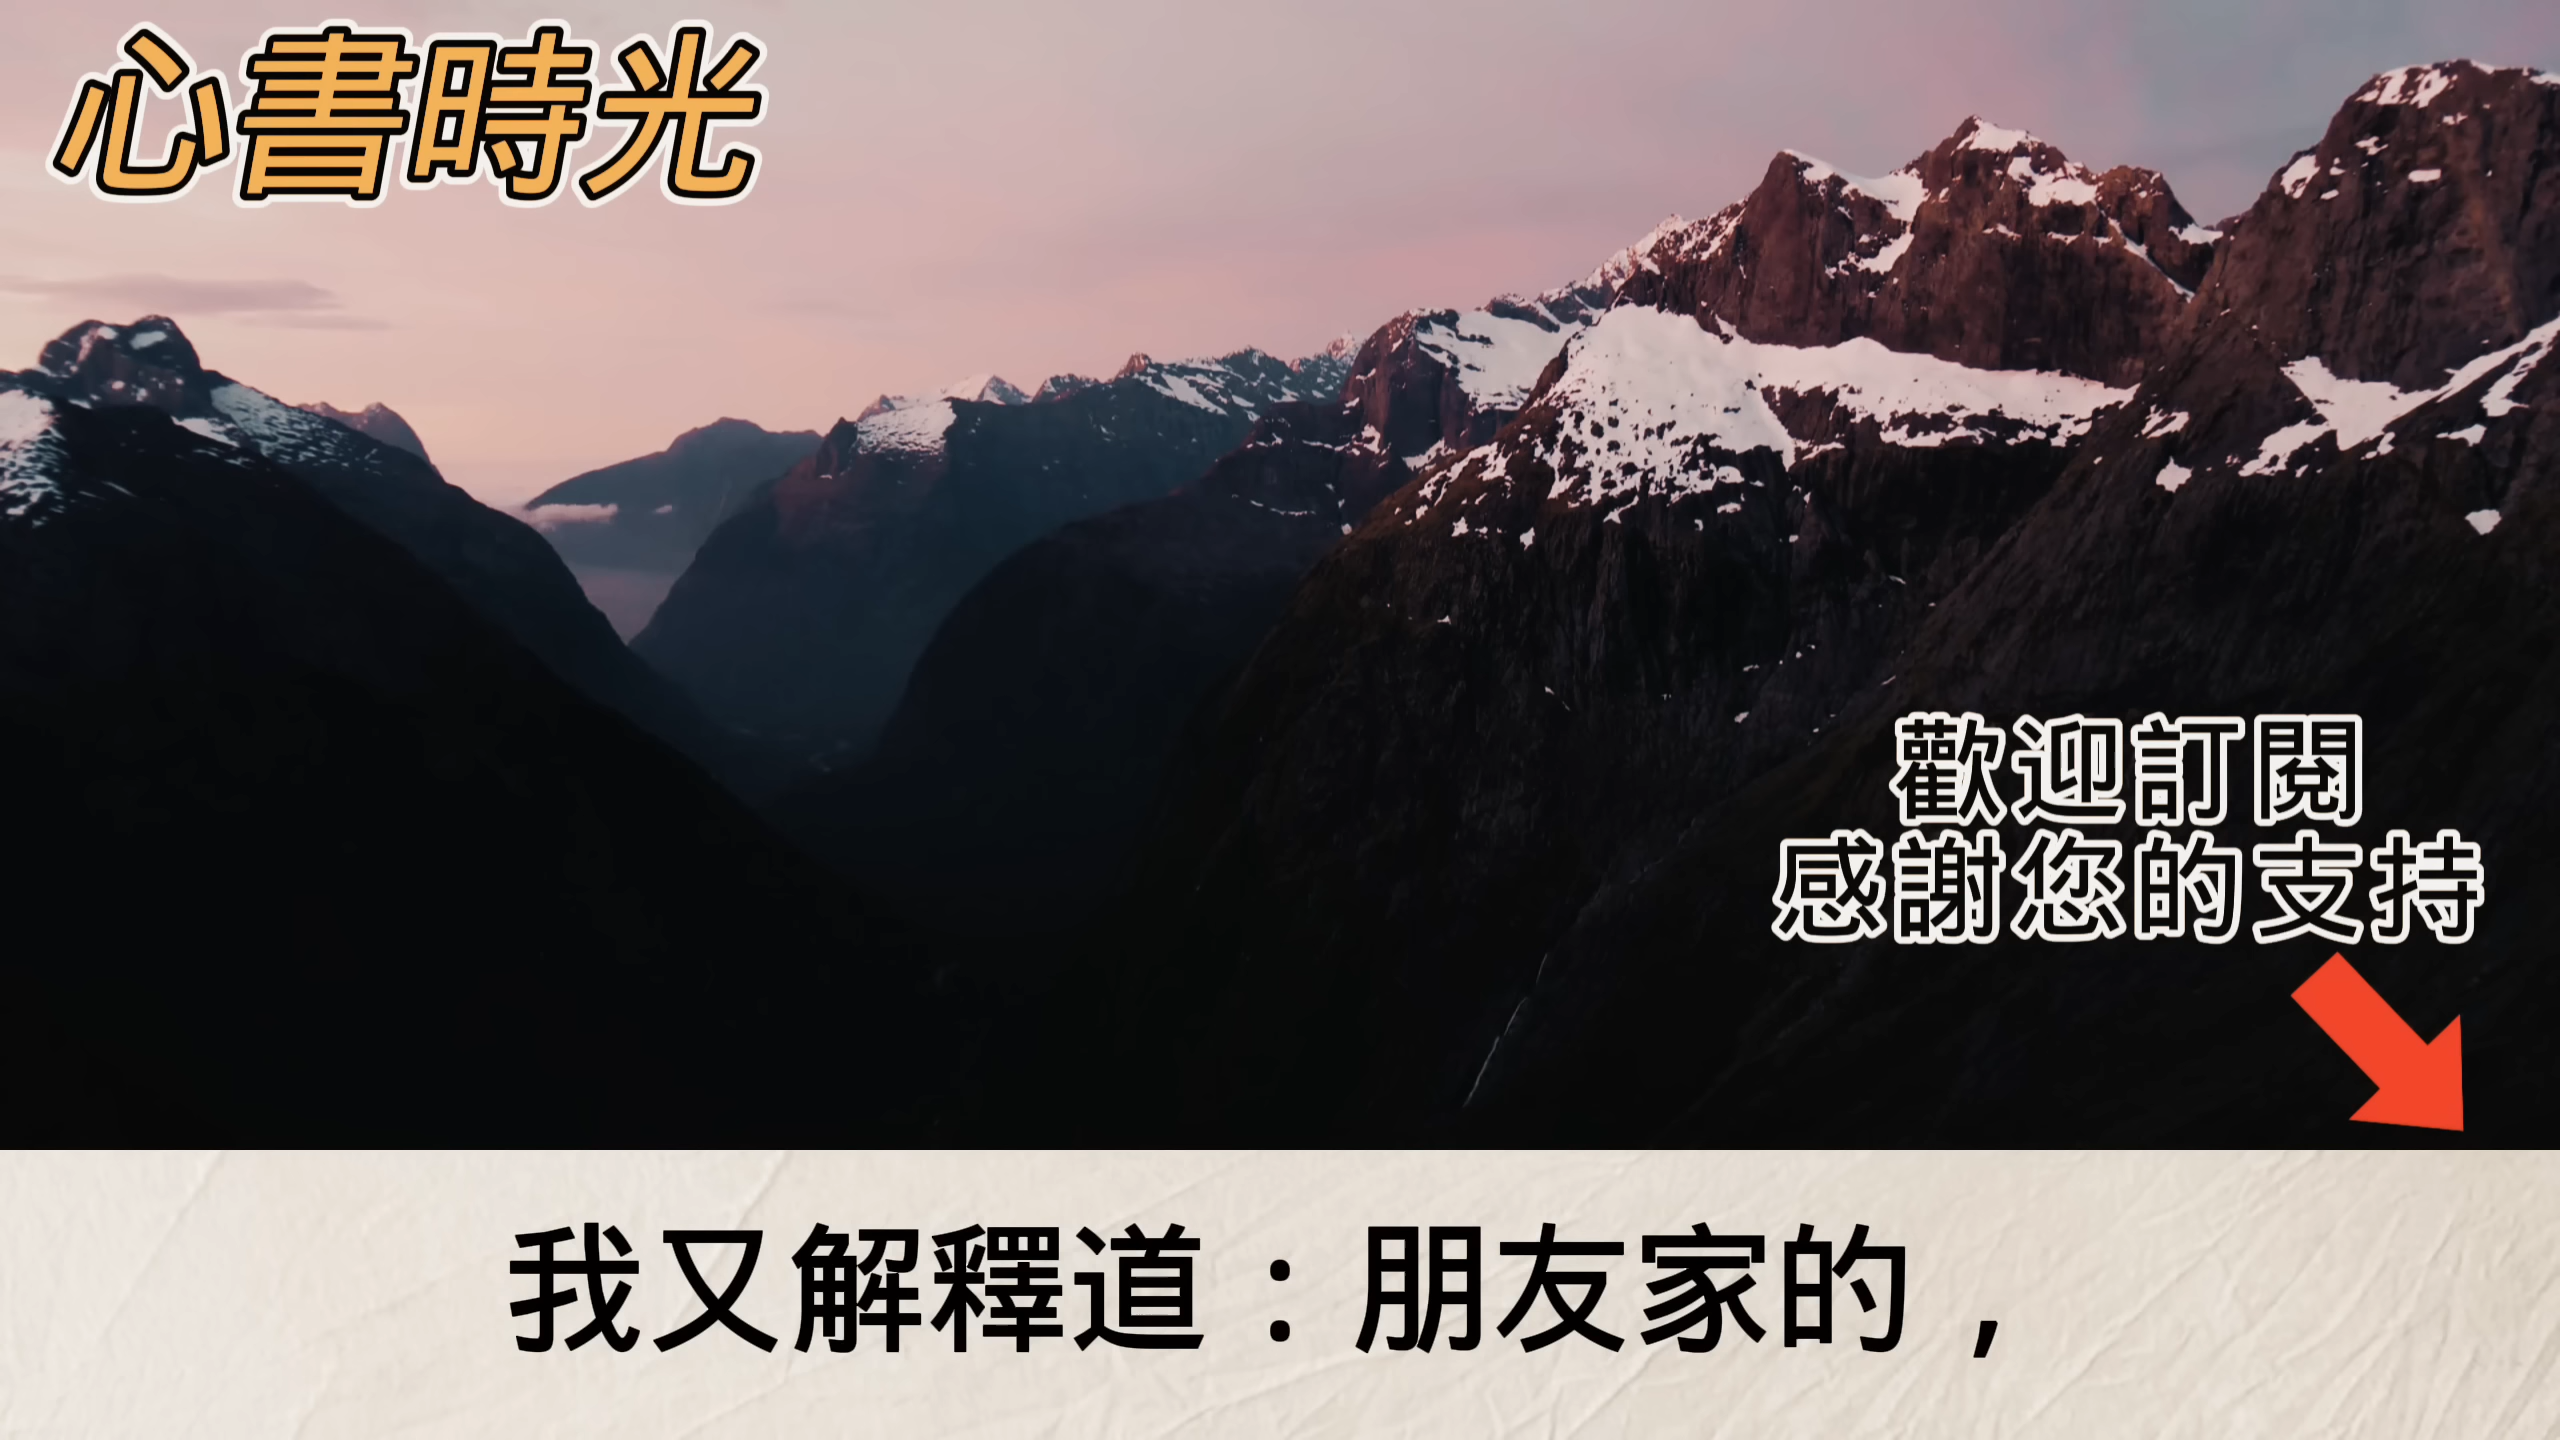 心書時光
歡迎訂閱
感謝您的支持
我又解釋道：朋友家的，